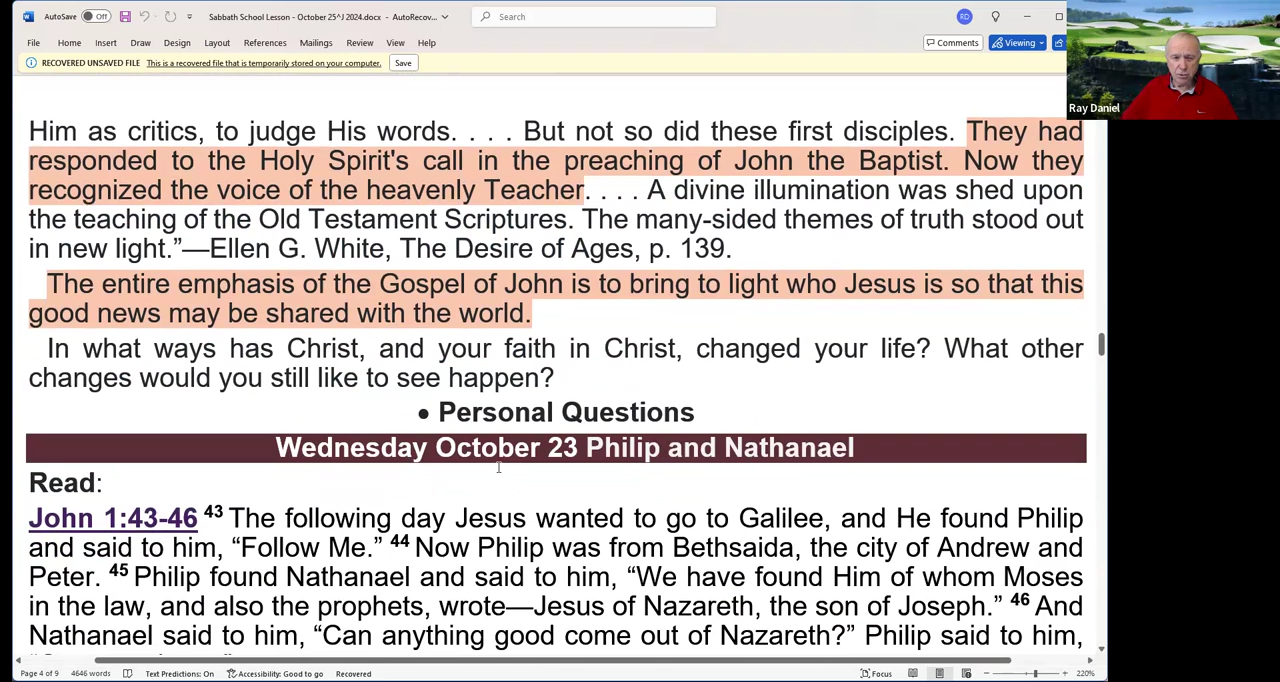 AutoSave Off Sabbath School Lesson - October 25^J 2024.docx - AutoRecov... Search RD
File Home Insert Draw Design Layout References Mailings Review View Help Comments Viewing
RECOVERED UNSAVED FILE This is a recovered file that is temporarily stored on your computer. Save
Ray Daniel
Him as critics, to judge His words. . . . But not so did these first disciples. They had
responded to the Holy Spirit's call in the preaching of John the Baptist. Now they
recognized the voice of the heavenly Teacher. . . . A divine illumination was shed upon
the teaching of the Old Testament Scriptures. The many-sided themes of truth stood out
in new light.”—Ellen G. White, The Desire of Ages, p. 139.
The entire emphasis of the Gospel of John is to bring to light who Jesus is so that this
good news may be shared with the world.
In what ways has Christ, and your faith in Christ, changed your life? What other
changes would you still like to see happen?
• Personal Questions
Wednesday October 23 Philip and Nathanael
Read:
John 1:43-46 43 The following day Jesus wanted to go to Galilee, and He found Philip
and said to him, “Follow Me.” 44 Now Philip was from Bethsaida, the city of Andrew and
Peter. 45 Philip found Nathanael and said to him, “We have found Him of whom Moses
in the law, and also the prophets, wrote—Jesus of Nazareth, the son of Joseph.” 46 And
Nathanael said to him, “Can anything good come out of Nazareth?” Philip said to him,
Page 4 of 9 4646 words Text Predictions: On Accessibility: Good to go Recovered Focus 220%